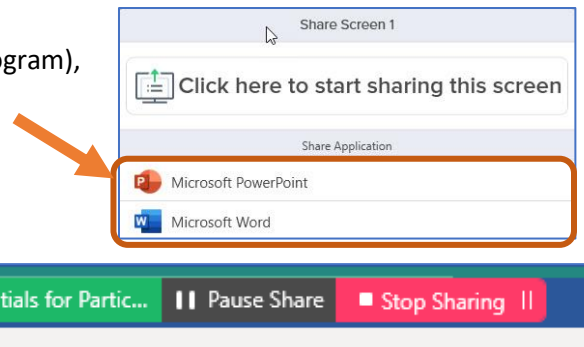 Share Screen 1
ogram),
Click here to start sharing this screen
Share Application
Microsoft PowerPoint
Microsoft Word
tials for Partic...
Pause Share
Stop Sharing